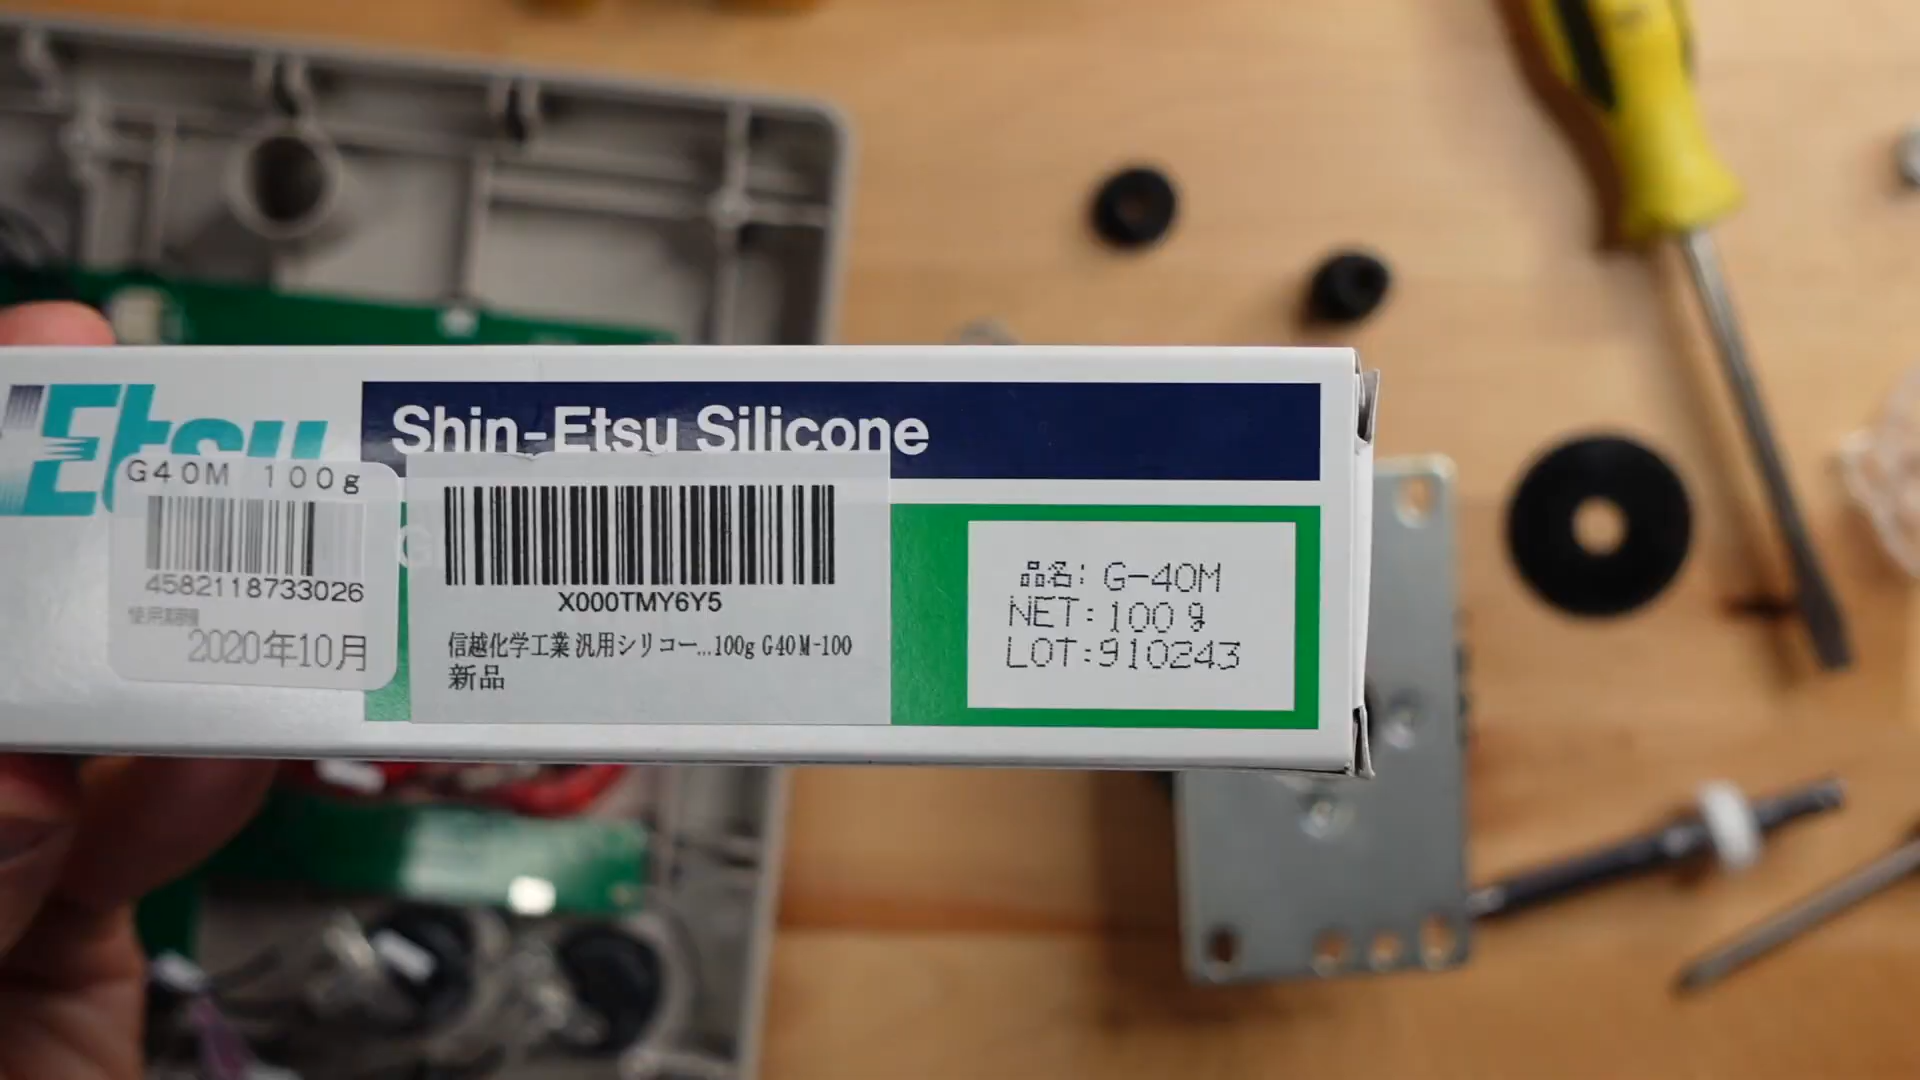 Etsu
Shin-Etsu Silicone
G40M 100g
4582118733026
使用期限
2020年10月
G
X000TMY6Y5
信越化学工業 汎用シリコー...100g G40M-100
新品
品名: G-40M
NET: 100g
LOT: 910243